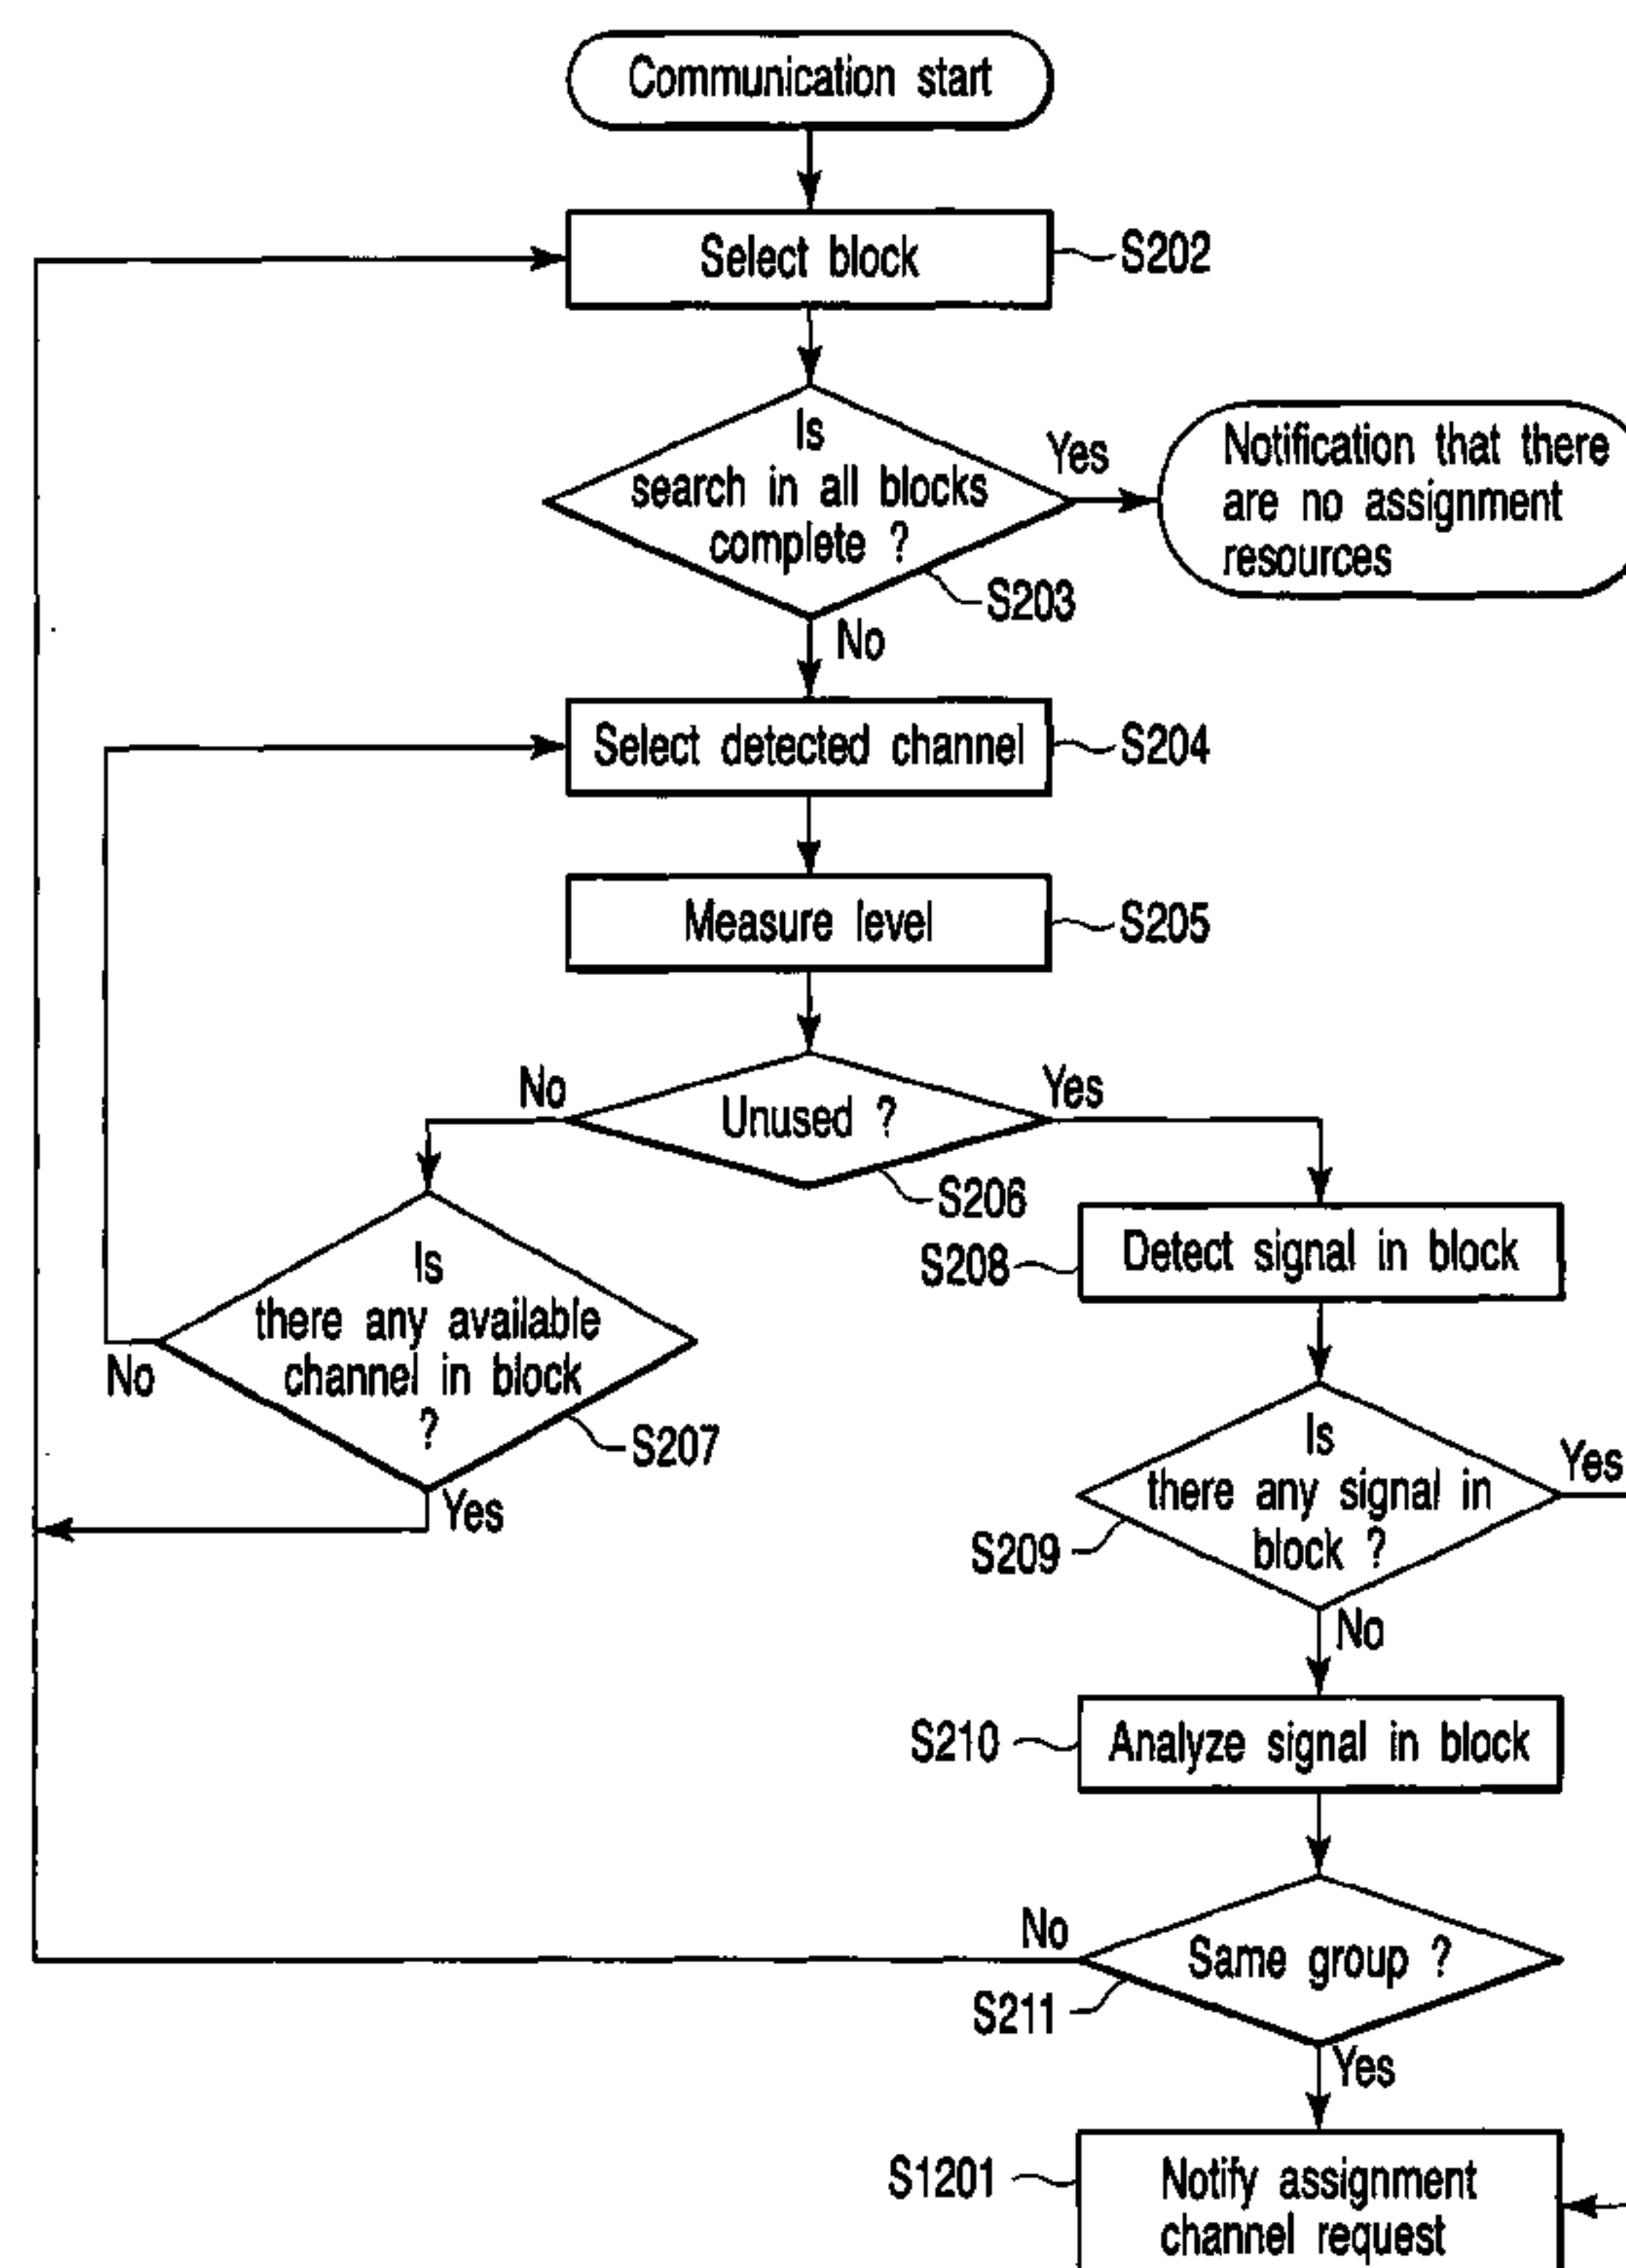 Communication start
Select block
S202
Is
search in all blocks
complete ?
Yes
S203
No
Notification that there
are no assignment
resources
Select detected channel
S204
Measure level
S205
Unused ?
No
Yes
S206
Is
there any available
channel in block
?
No
S207
Yes
S208
Detect signal in block
Is
there any signal in
block ?
Yes
S209
No
S210
Analyze signal in block
Same group ?
No
S211
Yes
S1201
Notify assignment
channel request